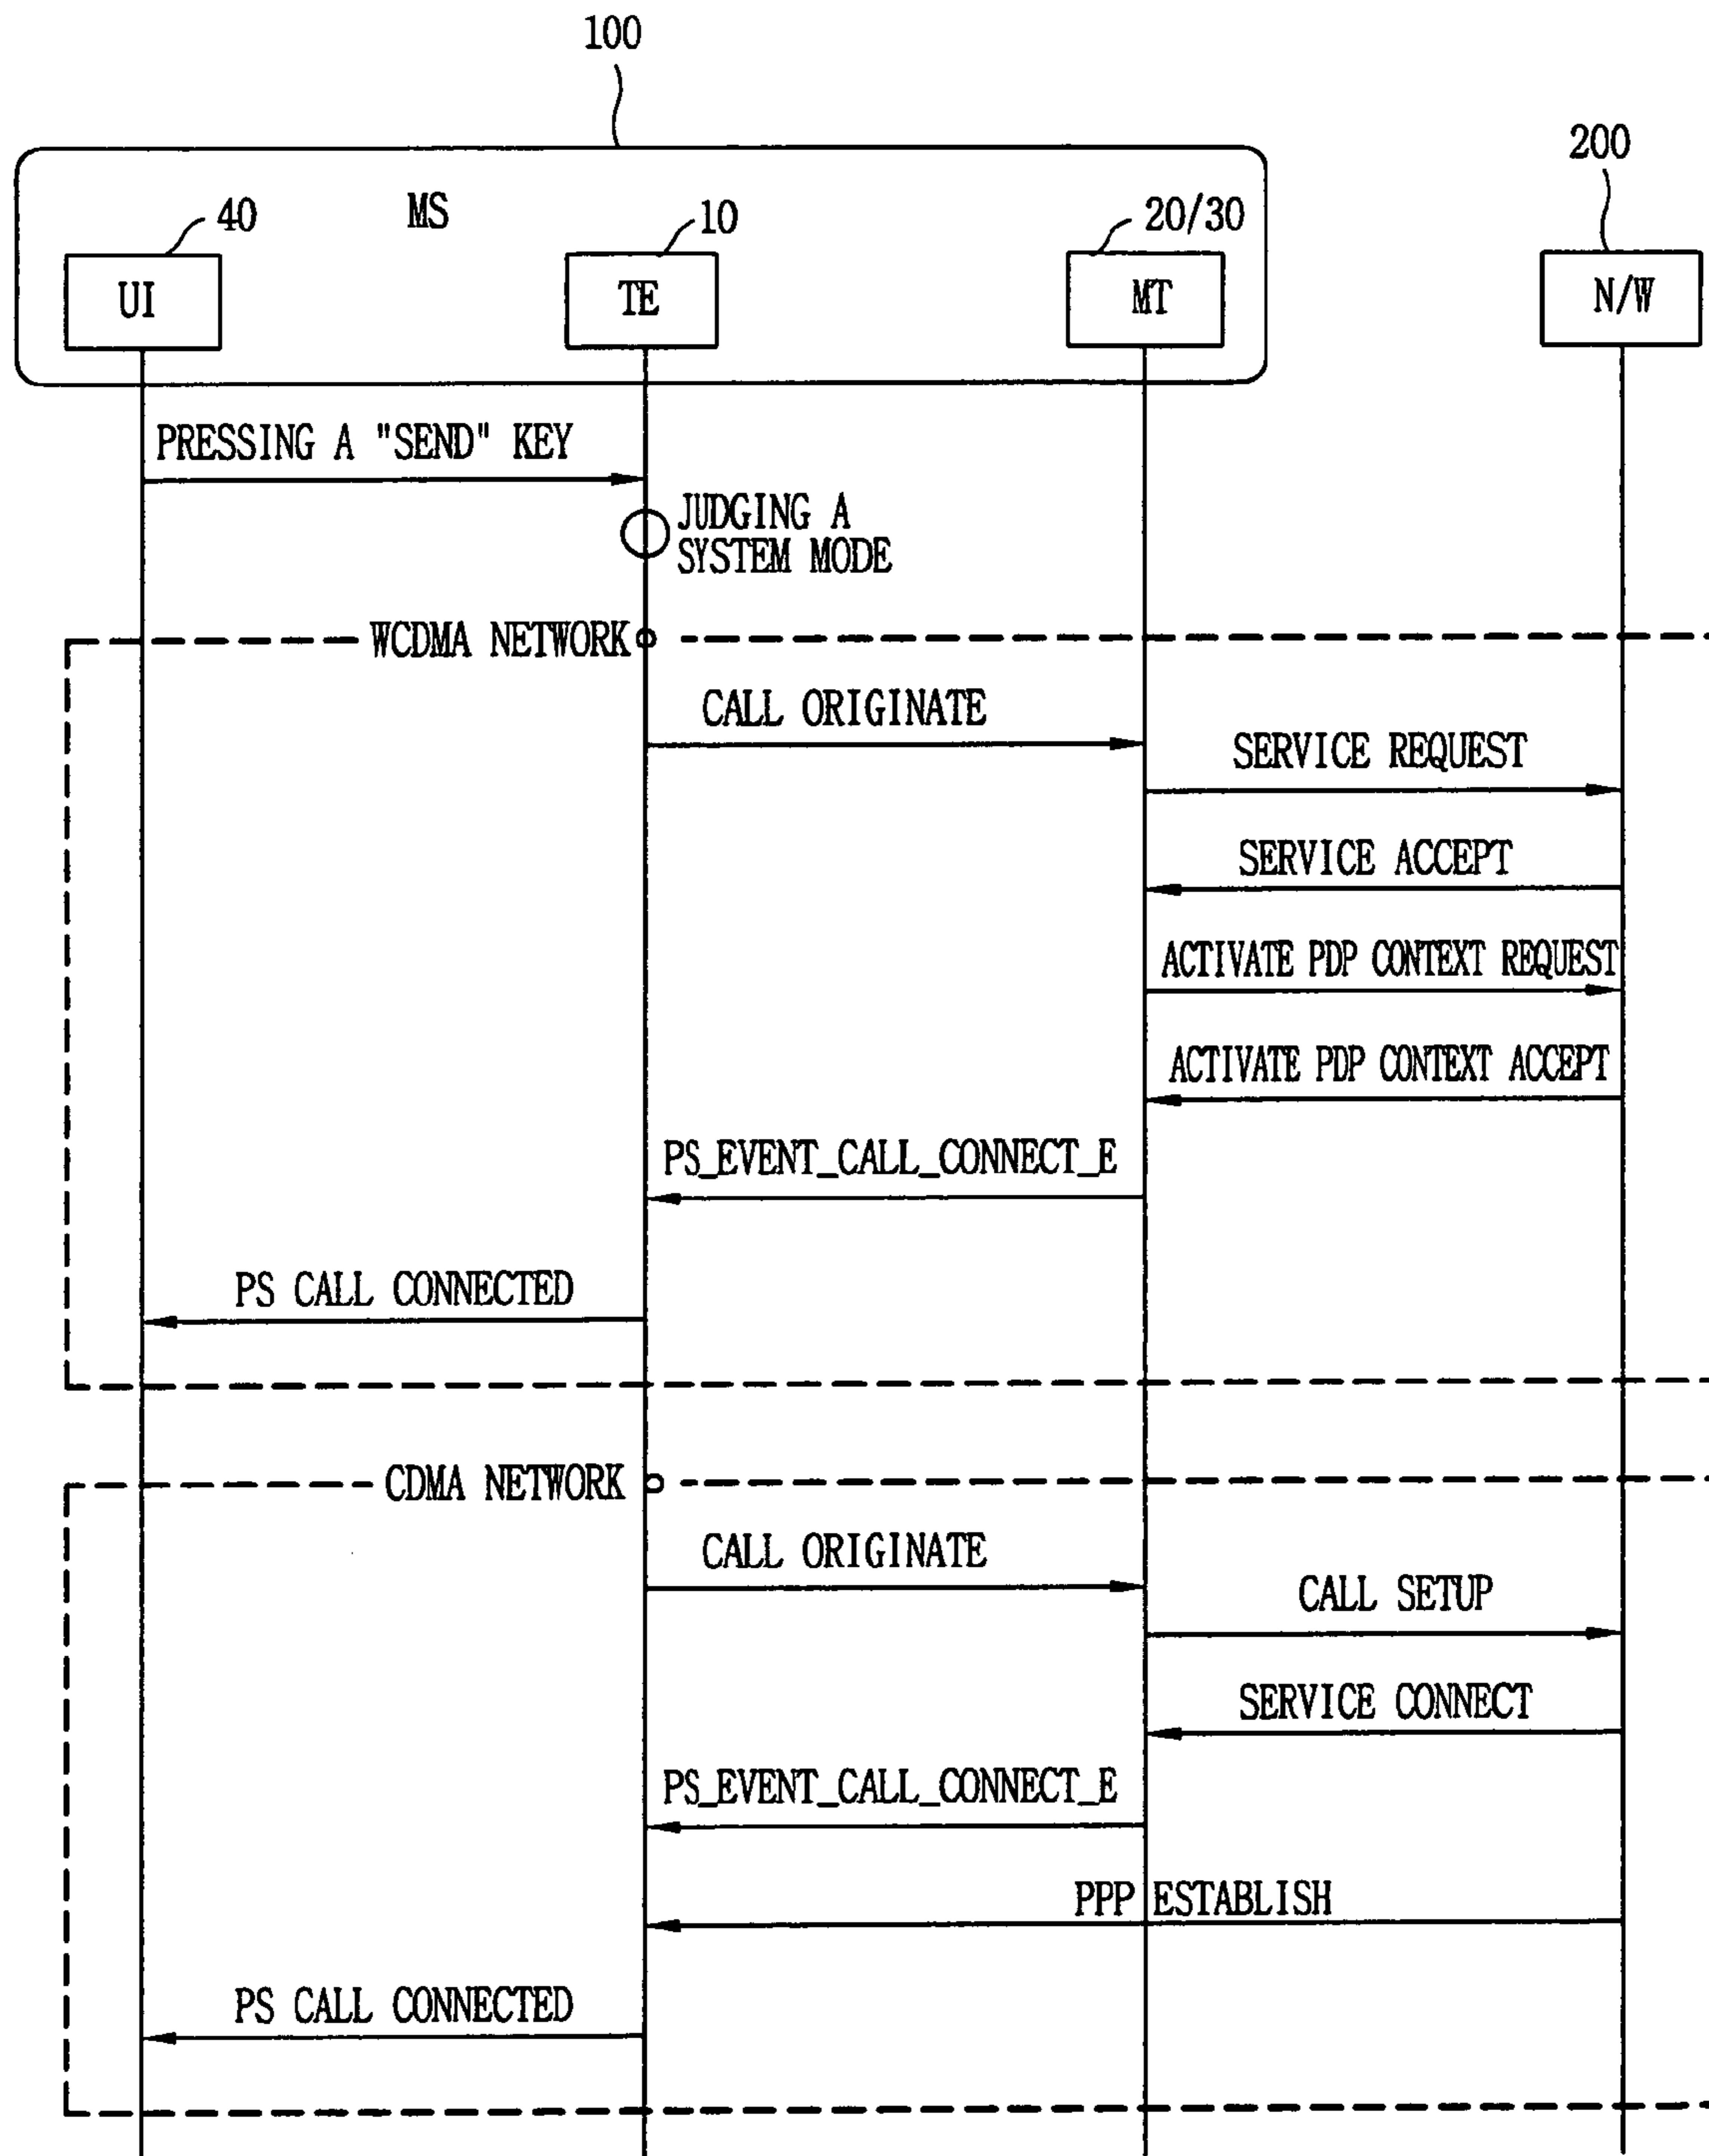 100
200
MS
40
10
20/30
UI
TE
MT
N/W
PRESSING A "SEND" KEY
JUDGING A
SYSTEM MODE
WCDMA NETWORK
CALL ORIGINATE
SERVICE REQUEST
SERVICE ACCEPT
ACTIVATE PDP CONTEXT REQUEST
ACTIVATE PDP CONTEXT ACCEPT
PS_EVENT_CALL_CONNECT_E
PS CALL CONNECTED
CDMA NETWORK
CALL ORIGINATE
CALL SETUP
SERVICE CONNECT
PS_EVENT_CALL_CONNECT_E
PPP ESTABLISH
PS CALL CONNECTED